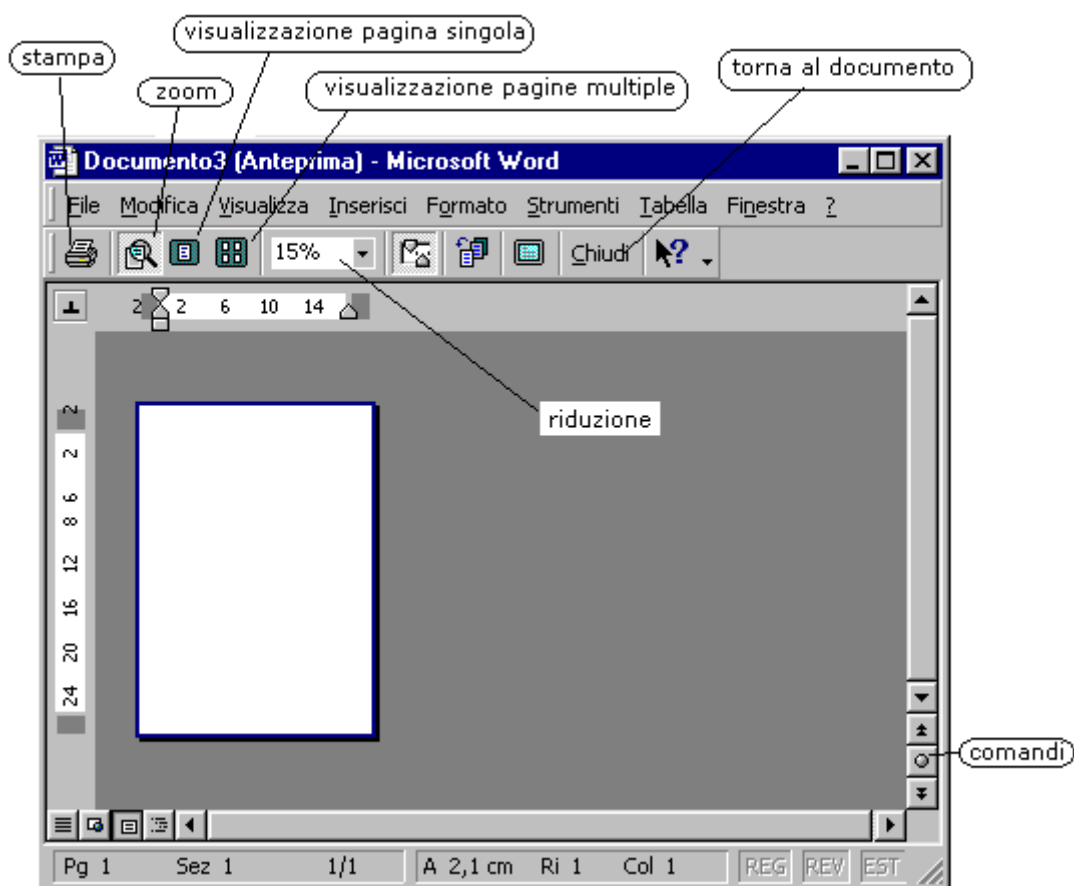 visualizzazione pagina singola
stampa
zoom
visualizzazione pagine multiple
torna al documento
Documento3 (Anteprima) - Microsoft Word
File Modifica Visualizza Inserisci Formato Strumenti Tabella Finestra ?
15% Chiudi ?
2 2 6 10 14
riduzione
2
2
6
8
12
16
20
24
comandi
Pg 1 Sez 1 1/1 A 2,1 cm Ri 1 Col 1 REG REV EST